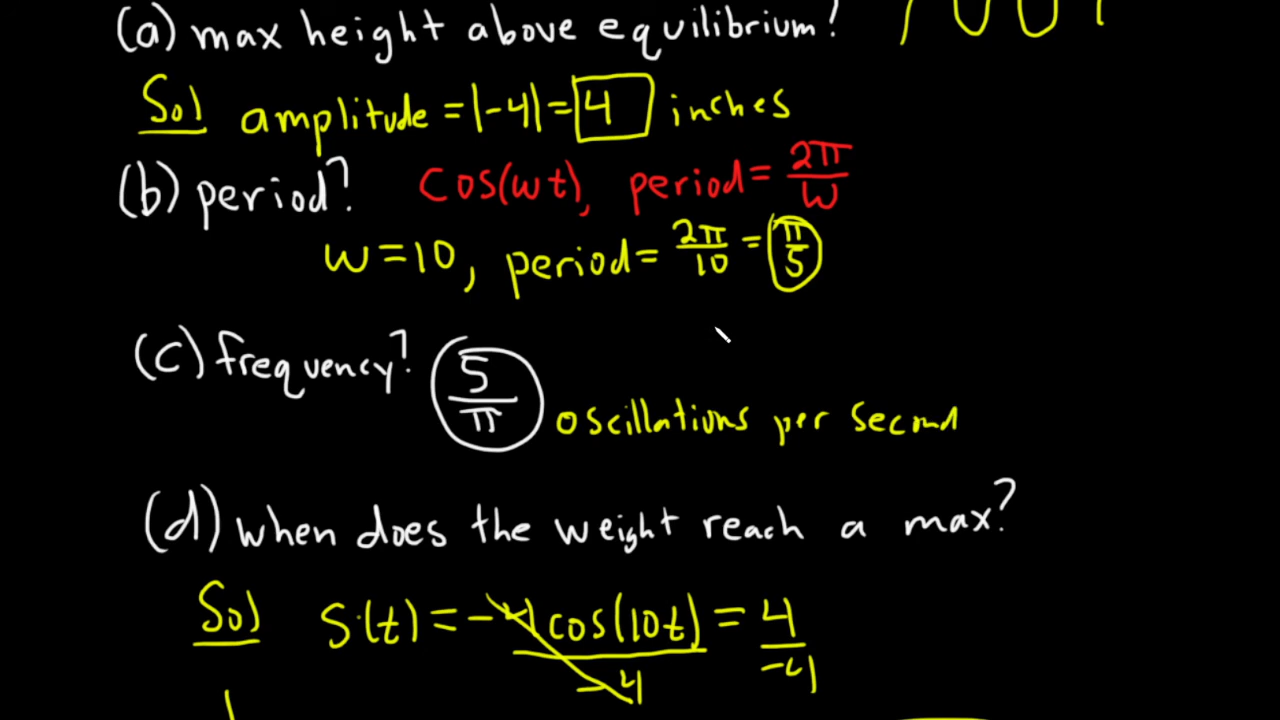 (a) max height above equilibrium?
Sol amplitude = |-4| = 4 inches
(b) period? cos(wt), period = 2π/w
w = 10, period = 2π/10 = π/5
(c) frequency? 5/π oscillations per second
(d) when does the weight reach a max?
Sol S(t) = -4cos(10t)/-4 = 4/-4